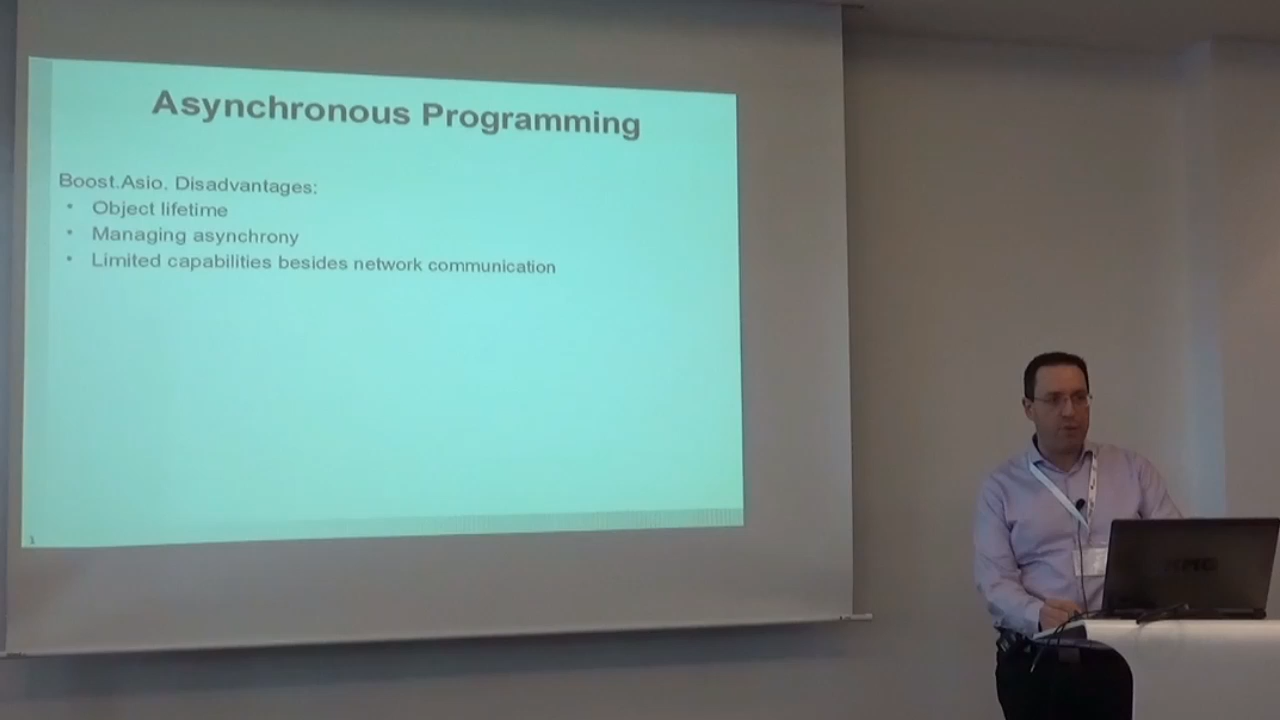 Asynchronous Programming
Boost.Asio. Disadvantages:
• Object lifetime
• Managing asynchrony
• Limited capabilities besides network communication